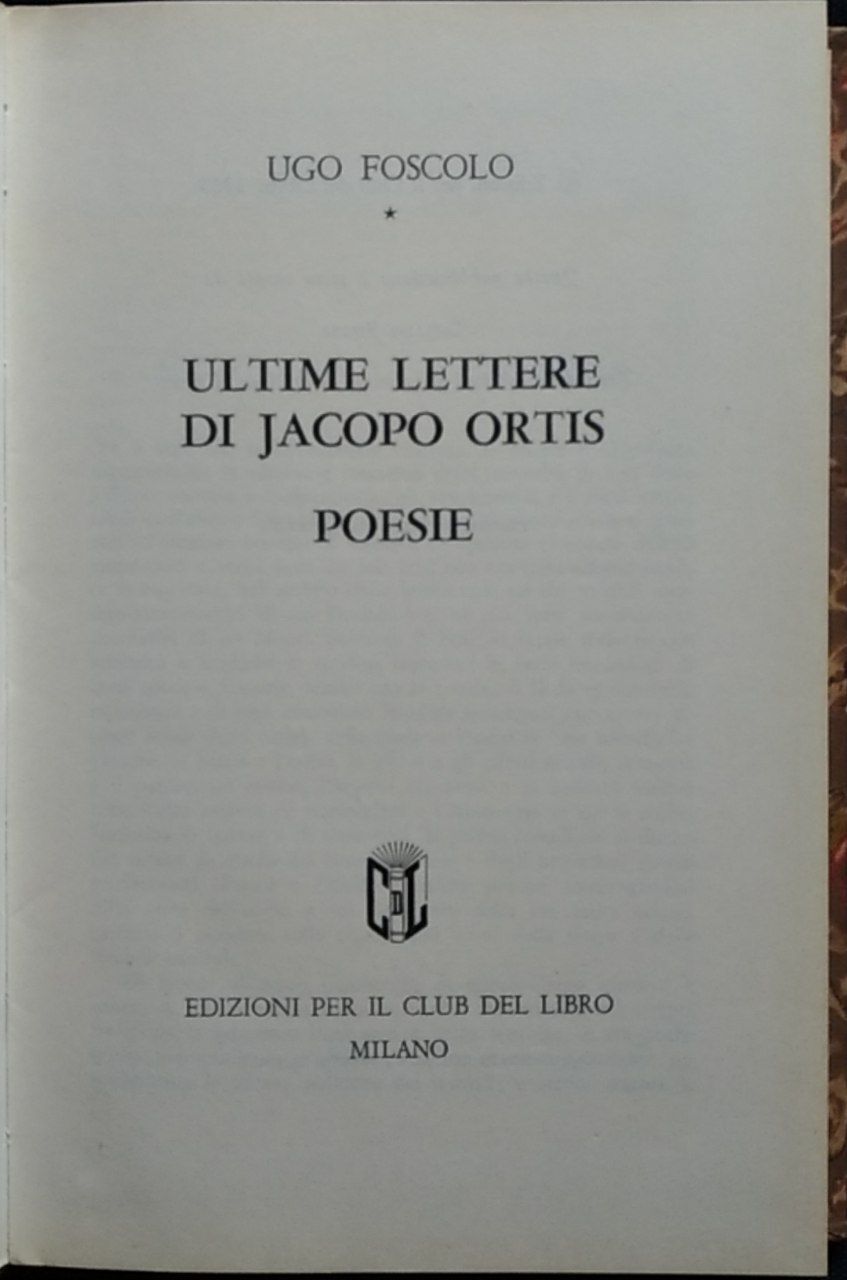 UGO FOSCOLO
★
ULTIME LETTERE
DI JACOPO ORTIS
POESIE
CDL
EDIZIONI PER IL CLUB DEL LIBRO
MILANO